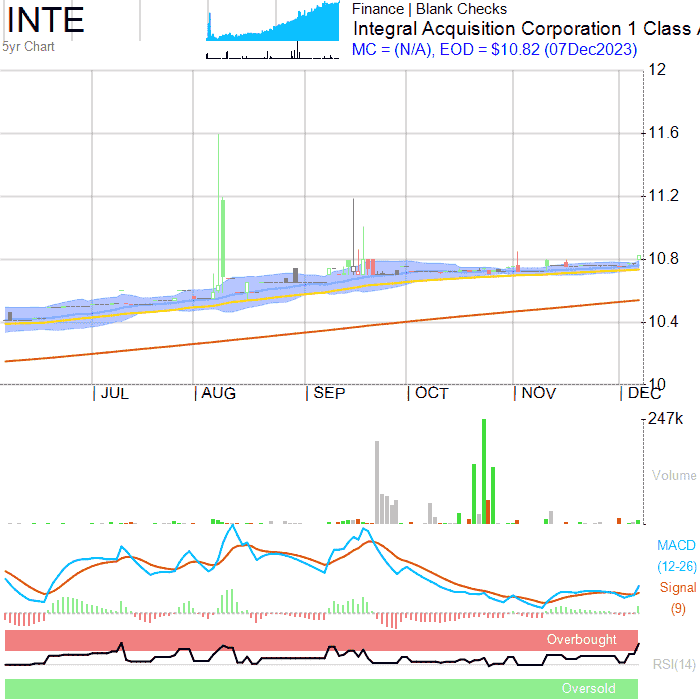 INTE
5yr Chart
Finance | Blank Checks
Integral Acquisition Corporation 1 Class
MC = (N/A), EOD = $10.82 (07Dec2023)
12
11.6
11.2
10.8
10.4
10
JUL AUG SEP OCT NOV DEC
247k
Volume
MACD
(12-26)
Signal
(9)
Overbought
RSI(14)
Oversold